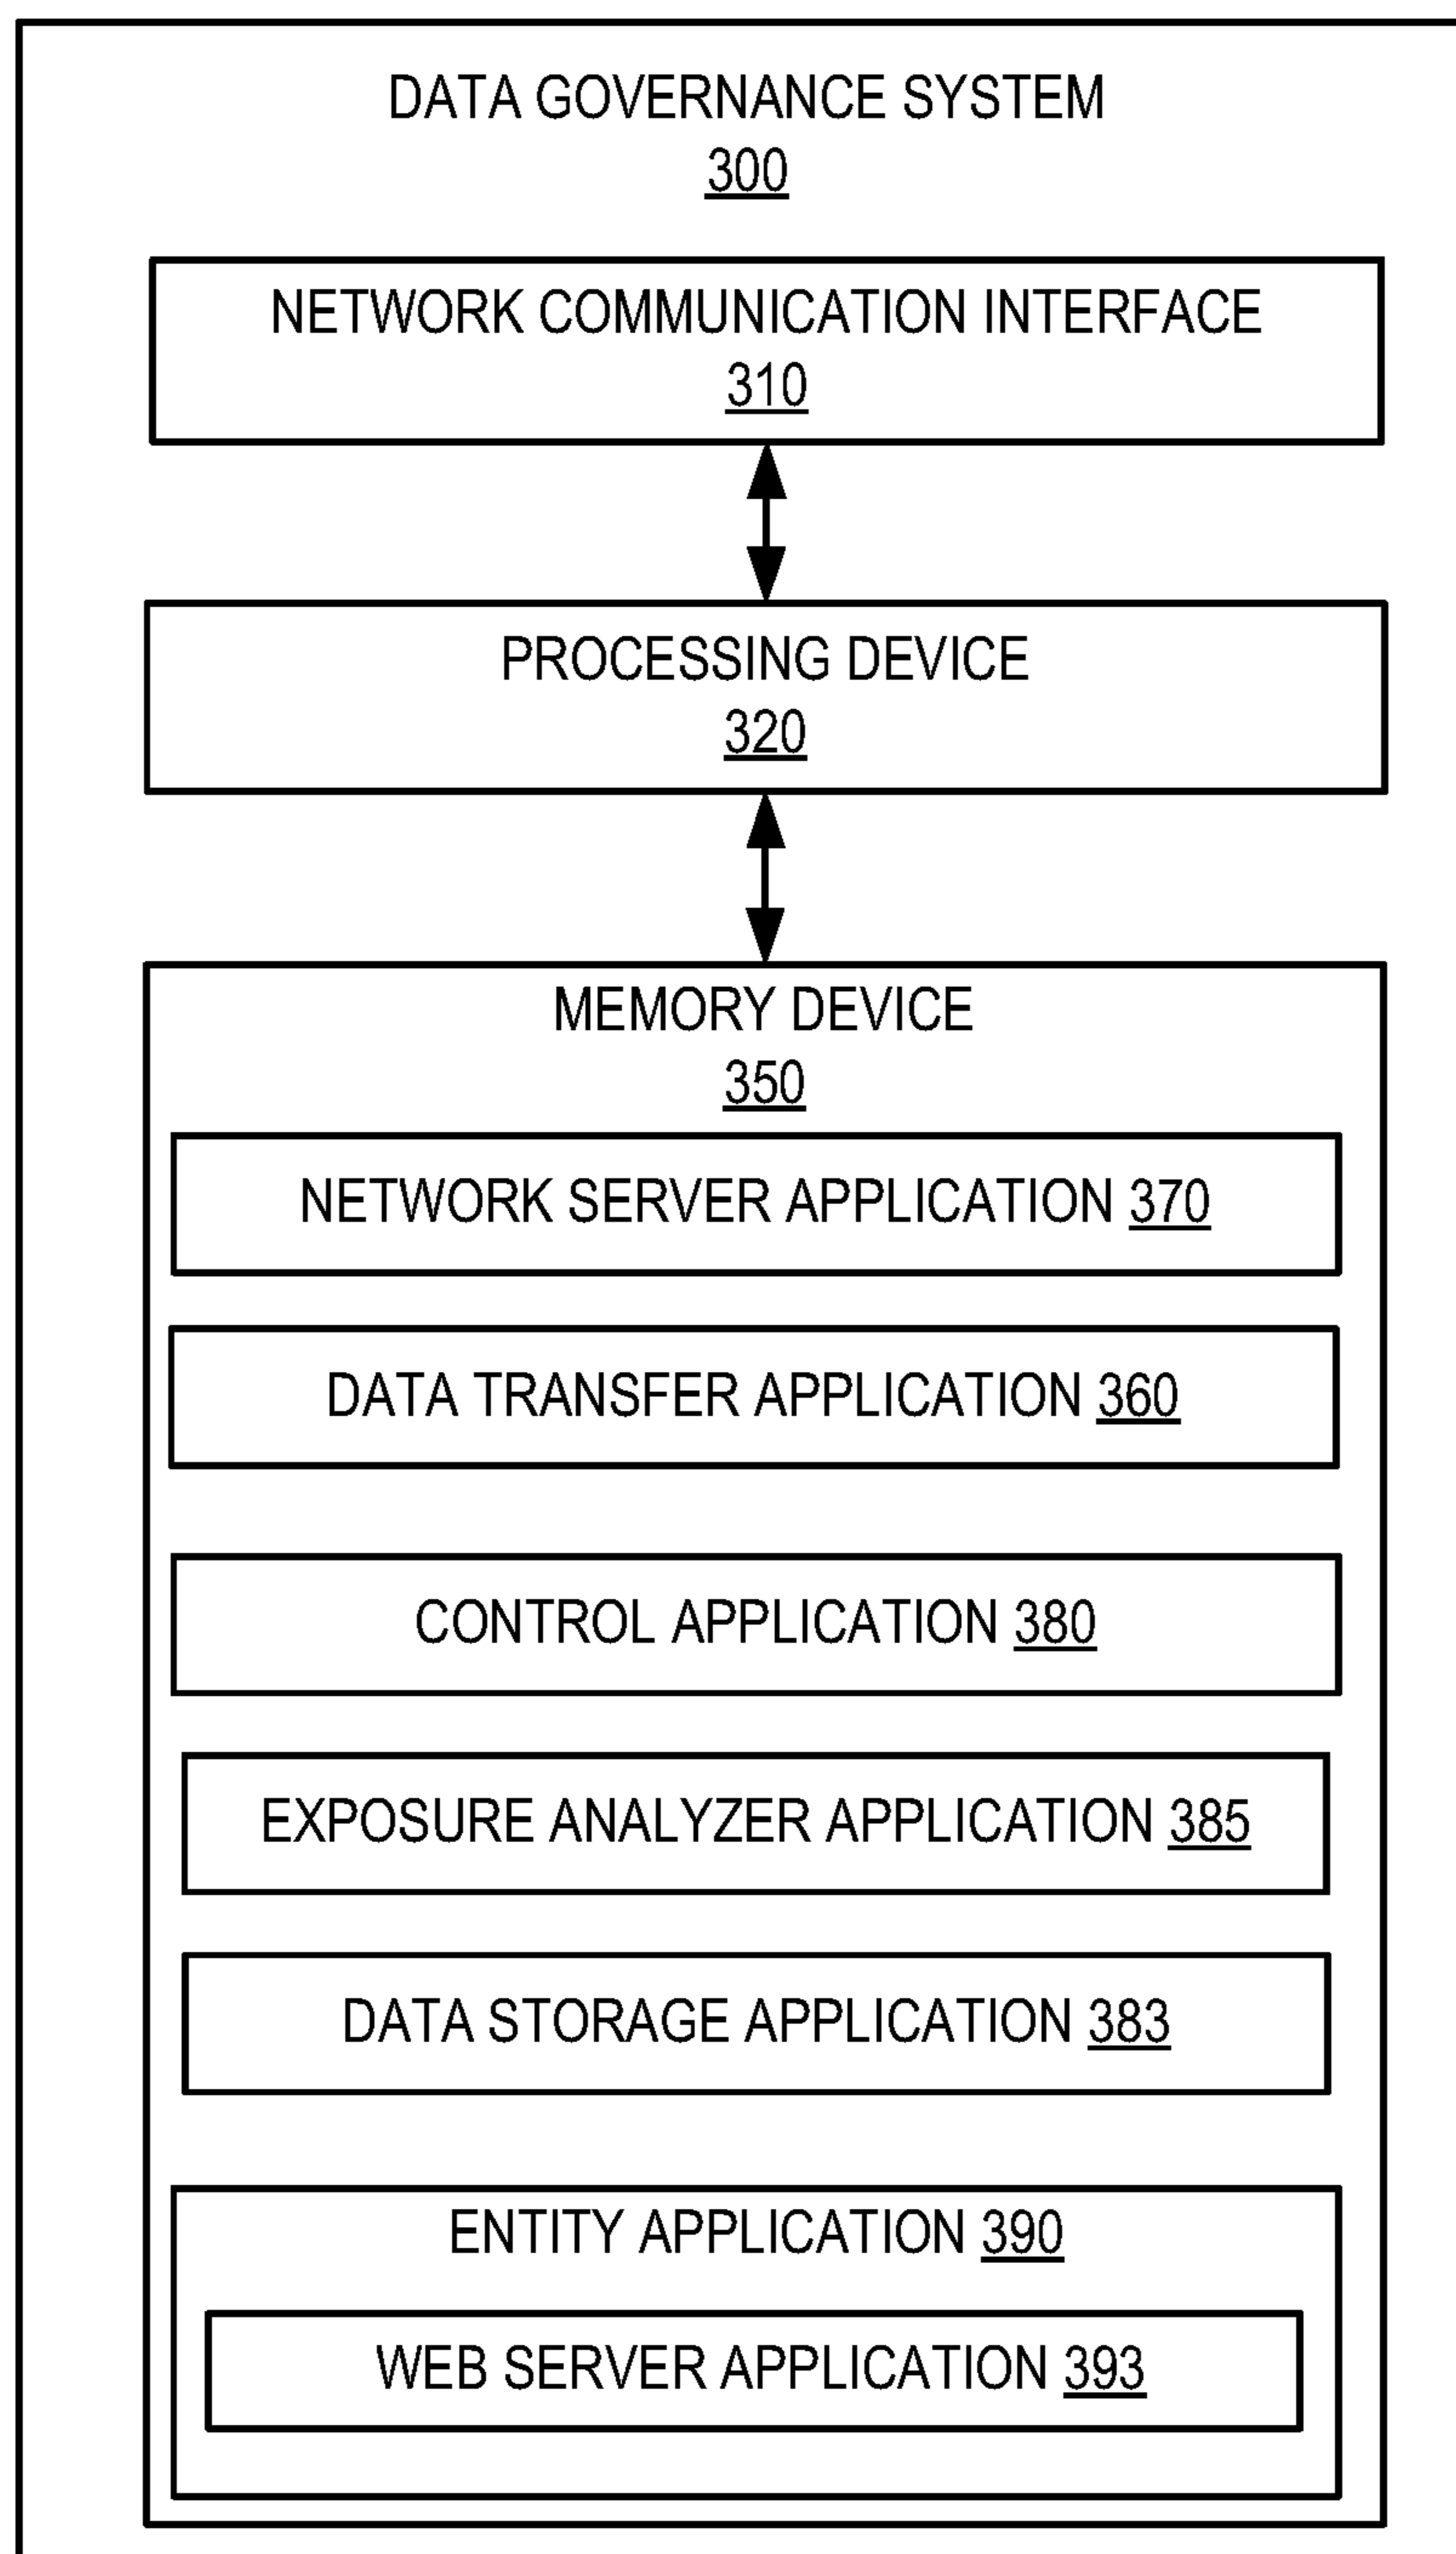 DATA GOVERNANCE SYSTEM
300
NETWORK COMMUNICATION INTERFACE
310
PROCESSING DEVICE
320
MEMORY DEVICE
350
NETWORK SERVER APPLICATION 370
DATA TRANSFER APPLICATION 360
CONTROL APPLICATION 380
EXPOSURE ANALYZER APPLICATION 385
DATA STORAGE APPLICATION 383
ENTITY APPLICATION 390
WEB SERVER APPLICATION 393